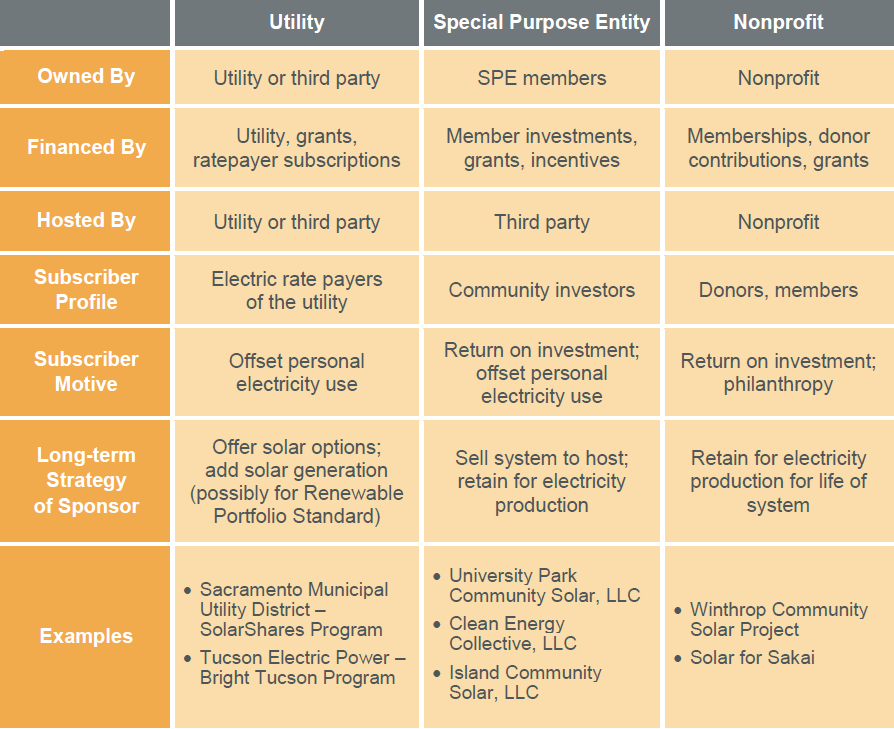 Utility
Special Purpose Entity
Nonprofit
Owned By
Utility or third party
SPE members
Nonprofit
Financed By
Utility, grants,
ratepayer subscriptions
Member investments,
grants, incentives
Memberships, donor
contributions, grants
Hosted By
Utility or third party
Third party
Nonprofit
Subscriber
Profile
Electric rate payers
of the utility
Community investors
Donors, members
Subscriber
Motive
Offset personal
electricity use
Return on investment;
offset personal
electricity use
Return on investment;
philanthropy
Long-term
Strategy
of Sponsor
Offer solar options;
add solar generation
(possibly for Renewable
Portfolio Standard)
Sell system to host;
retain for electricity
production
Retain for electricity
production for life of
system
Examples
• Sacramento Municipal
Utility District –
SolarShares Program
• Tucson Electric Power –
Bright Tucson Program
• University Park
Community Solar, LLC
• Clean Energy
Collective, LLC
• Island Community
Solar, LLC
• Winthrop Community
Solar Project
• Solar for Sakai